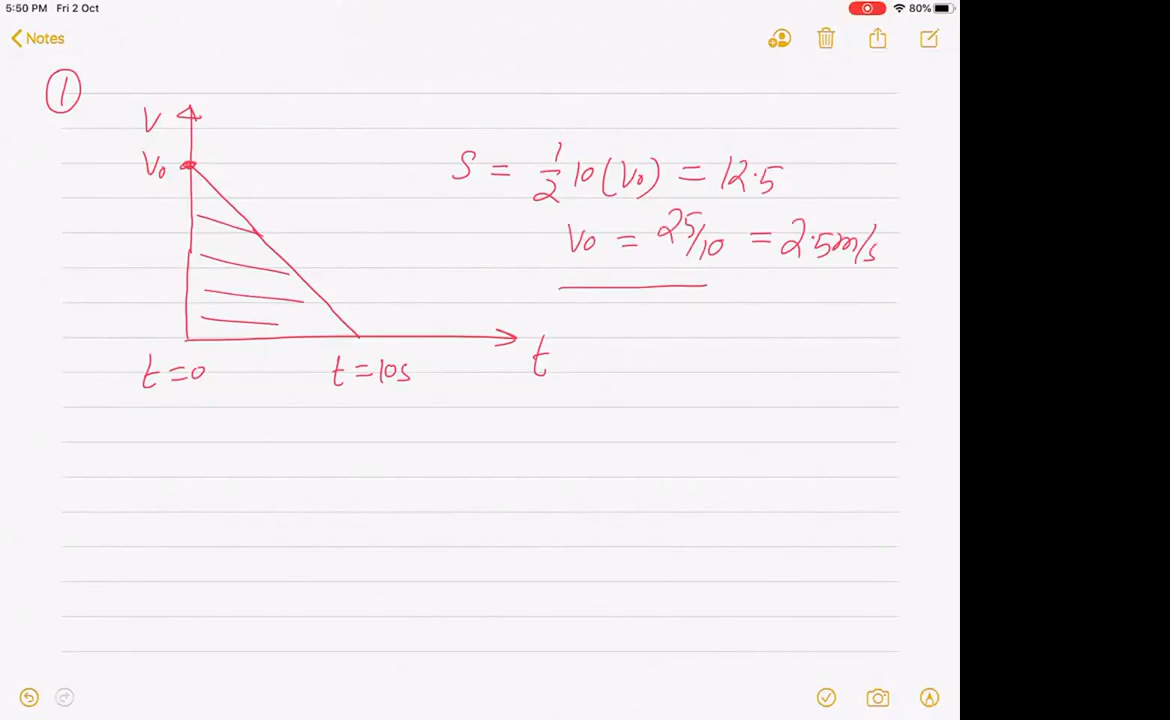 5:50 PM Fri 2 Oct 80%
Notes
1
V
V0
S = 1/2 10 (V0) = 12.5
V0 = 25/10 = 2.5m/s
t=0
t=10s
t